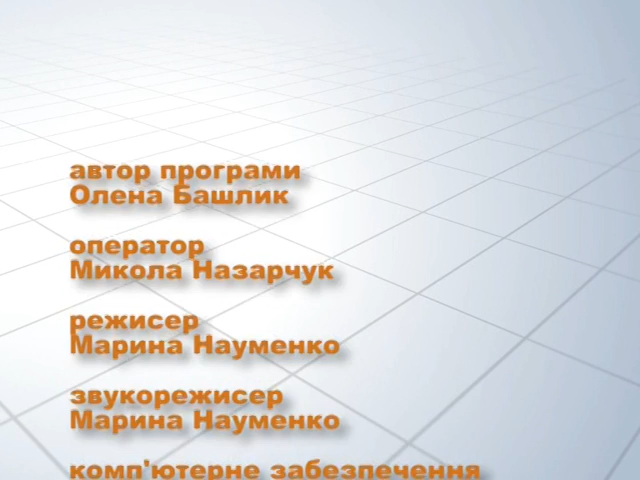 автор програми
Олена Башлик
оператор
Микола Назарчук
режисер
Марина Науменко
звукорежисер
Марина Науменко
комп'ютерне забезпечення